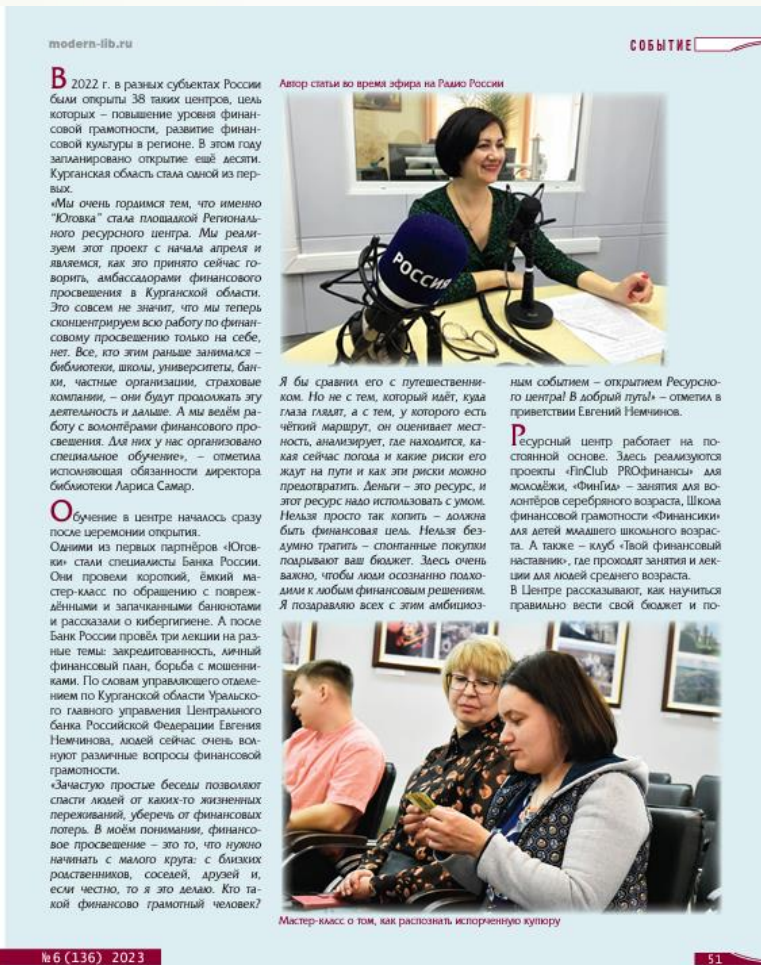 modern-lib.ru
СОБЫТИЕ
В 2022 г. в разных субъектах России
были открыты 38 таких центров, цель
которых – повышение уровня финан-
совой грамотности, развитие финан-
совой культуры в регионе. В этом году
запланировано открытие ещё десяти.
Курганская область стала одной из пер-
вых.
«Мы очень гордимся тем, что именно
"Юговка" стала площадкой Региональ-
ного ресурсного центра. Мы реали-
зуем этот проект с начала апреля и
являемся, как это принято сейчас го-
ворить, амбассадорами финансового
просвещения в Курганской области.
Это совсем не значит, что мы теперь
сконцентрируем всю работу по финан-
совому просвещению только на себе,
нет. Все, кто этим раньше занимался –
библиотеки, школы, университеты, бан-
ки, частные организации, страховые
компании, – они будут продолжать эту
деятельность и дальше. А мы ведём ра-
боту с волонтёрами финансового про-
свещения. Для них у нас организовано
специальное обучение», – отметила
исполняющая обязанности директора
библиотеки Лариса Самар.
Обучение в центре началось сразу
после церемонии открытия.
Одними из первых партнёров «Югов-
ки» стали специалисты Банка России.
Они провели короткий, ёмкий ма-
стер-класс по обращению с повреж-
дёнными и запачканными банкнотами
и рассказали о кибергигиене. А после
Банк России провёл три лекции на раз-
ные темы: закредитованность, личный
финансовый план, борьба с мошенни-
ками. По словам управляющего отделе-
нием по Курганской области Уральско-
го главного управления Центрального
банка Российской Федерации Евгения
Немчинова, людей сейчас очень вол-
нуют различные вопросы финансовой
грамотности.
«Зачастую простые беседы позволяют
спасти людей от каких-то жизненных
переживаний, уберечь от финансовых
потерь. В моём понимании, финансо-
вое просвещение – это то, что нужно
начинать с малого круга: с близких
родственников, соседей, друзей и,
если честно, то я это делаю. Кто та-
кой финансово грамотный человек?
Автор статьи во время эфира на Радио России
РОССИЯ
Я бы сравнил его с путешественни-
ком. Но не с тем, который идёт, куда
глаза глядят, а с тем, у которого есть
чёткий маршрут, он оценивает мест-
ность, анализирует, где находится, ка-
кая сейчас погода и какие риски его
ждут на пути и как эти риски можно
предотвратить. Деньги – это ресурс, и
этот ресурс надо использовать с умом.
Нельзя просто так копить – должна
быть финансовая цель. Нельзя без-
думно тратить – спонтанные покупки
подрывают ваш бюджет. Здесь очень
важно, чтобы люди осознанно подхо-
дили к любым финансовым решениям.
Я поздравляю всех с этим амбициоз-
ным событием – открытием Ресурсно-
го центра! В добрый путь!» – отметил в
приветствии Евгений Немчинов.
Ресурсный центр работает на по-
стоянной основе. Здесь реализуются
проекты «FinClub PROфинансы» для
молодёжи, «ФинГид» – занятия для во-
лонтёров серебряного возраста, Школа
финансовой грамотности «Финансики»
для детей младшего школьного возрас-
та. А также – клуб «Твой финансовый
наставник», где проходят занятия и лек-
ции для людей среднего возраста.
В Центре рассказывают, как научиться
правильно вести свой бюджет и по-
Мастер-класс о том, как распознать испорченную купюру
№6 (136) 2023
51